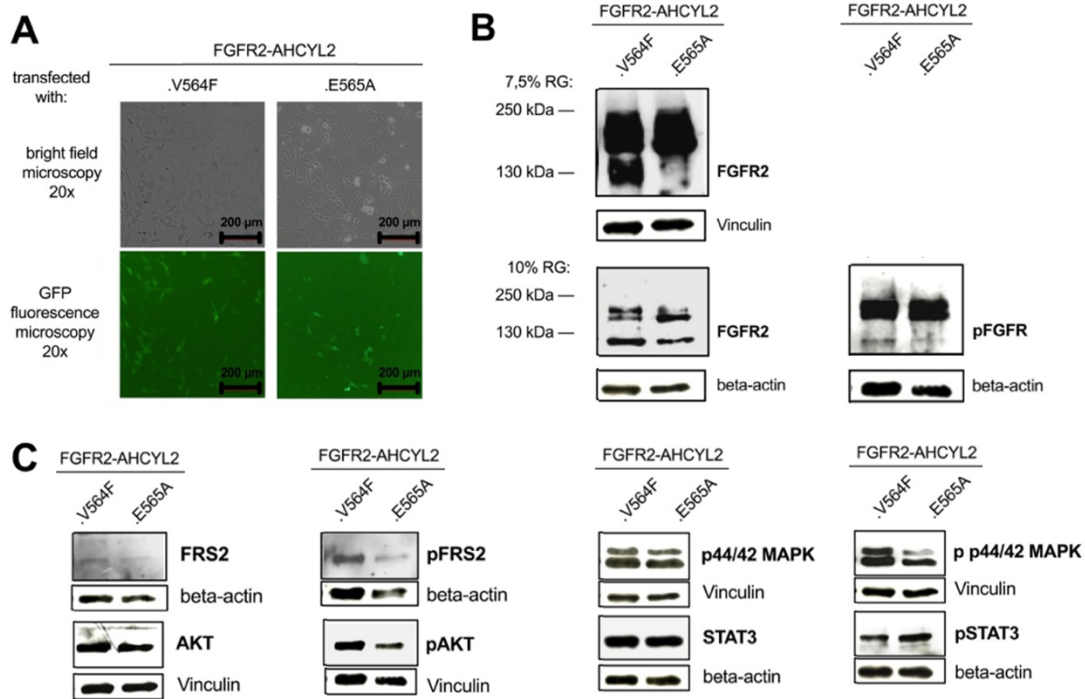 A
FGFR2-AHCYL2
transfected
with:
.V564F
.E565A
bright field
microscopy
20x
200 µm
200 µm
GFP
fluorescence
microscopy
20x
200 µm
200 µm
B
FGFR2-AHCYL2
.V564F
.E565A
7,5% RG:
250 kDa
130 kDa
FGFR2
Vinculin
10% RG:
250 kDa
130 kDa
FGFR2
beta-actin
FGFR2-AHCYL2
.V564F
.E565A
pFGFR
beta-actin
C
FGFR2-AHCYL2
.V564F
.E565A
FRS2
beta-actin
AKT
Vinculin
FGFR2-AHCYL2
.V564F
.E565A
pFRS2
beta-actin
pAKT
Vinculin
FGFR2-AHCYL2
.V564F
.E565A
p44/42 MAPK
Vinculin
STAT3
beta-actin
FGFR2-AHCYL2
.V564F
.E565A
p p44/42 MAPK
Vinculin
pSTAT3
beta-actin